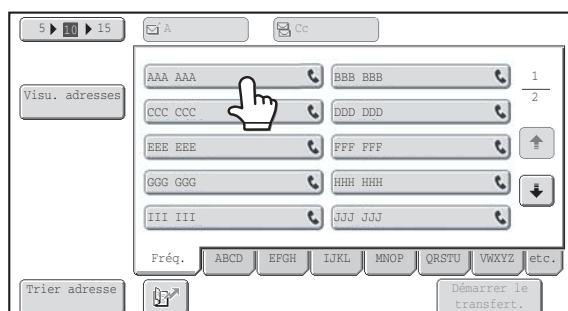 5 10 15
A
Cc
Visu. adresses
AAA AAA
BBB BBB
1
2
CCC CCC
DDD DDD
EEE EEE
FFF FFF
GGG GGG
HHH HHH
III III
JJJ JJJ
Fréq.
ABCD
EFGH
IJKL
MNOP
QRSTU
VWXYZ
etc.
Trier adresse
Démarrer le
transfert.